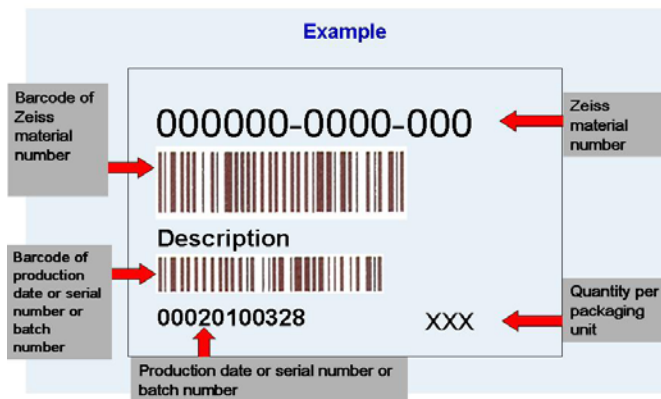 Example
Barcode of
Zeiss
material
number
000000-0000-000
Zeiss
material
number
Description
Barcode of
production
date or serial
number or
batch
number
00020100328
XXX
Quantity per
packaging
unit
Production date or serial number or
batch number